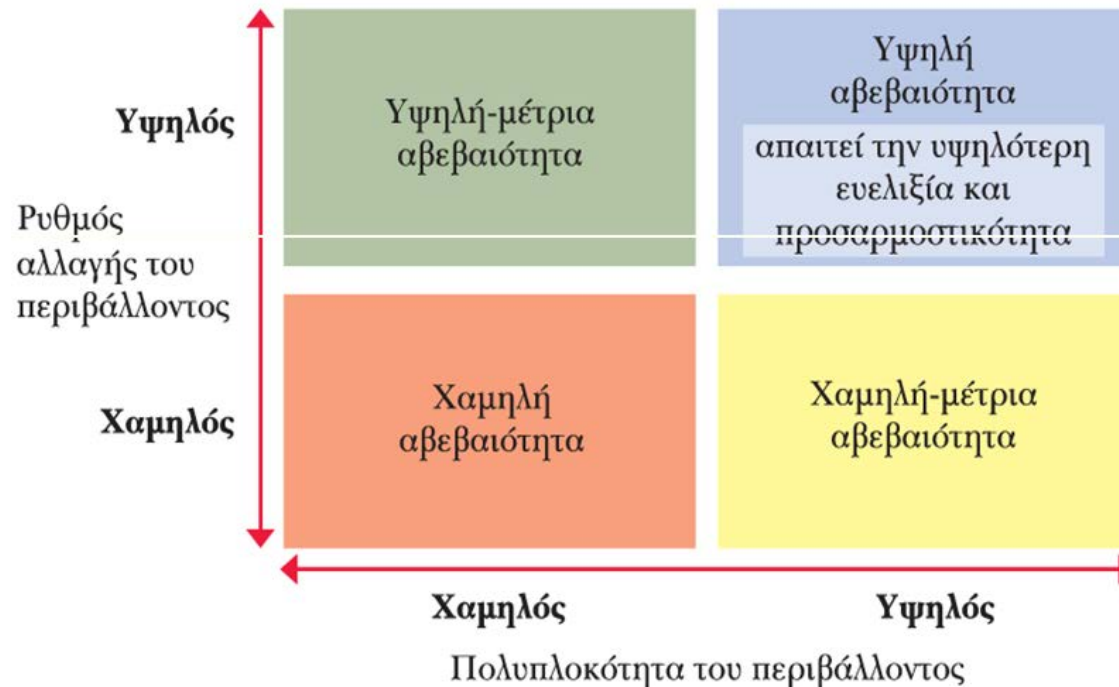 Υψηλός
Ρυθμός
αλλαγής του
περιβάλλοντος
Χαμηλός
Υψηλή-μέτρια
αβεβαιότητα
Υψηλή
αβεβαιότητα
απαιτεί την υψηλότερη
ευελιξία και
προσαρμοστικότητα
Χαμηλή
αβεβαιότητα
Χαμηλή-μέτρια
αβεβαιότητα
Χαμηλός
Υψηλός
Πολυπλοκότητα του περιβάλλοντος